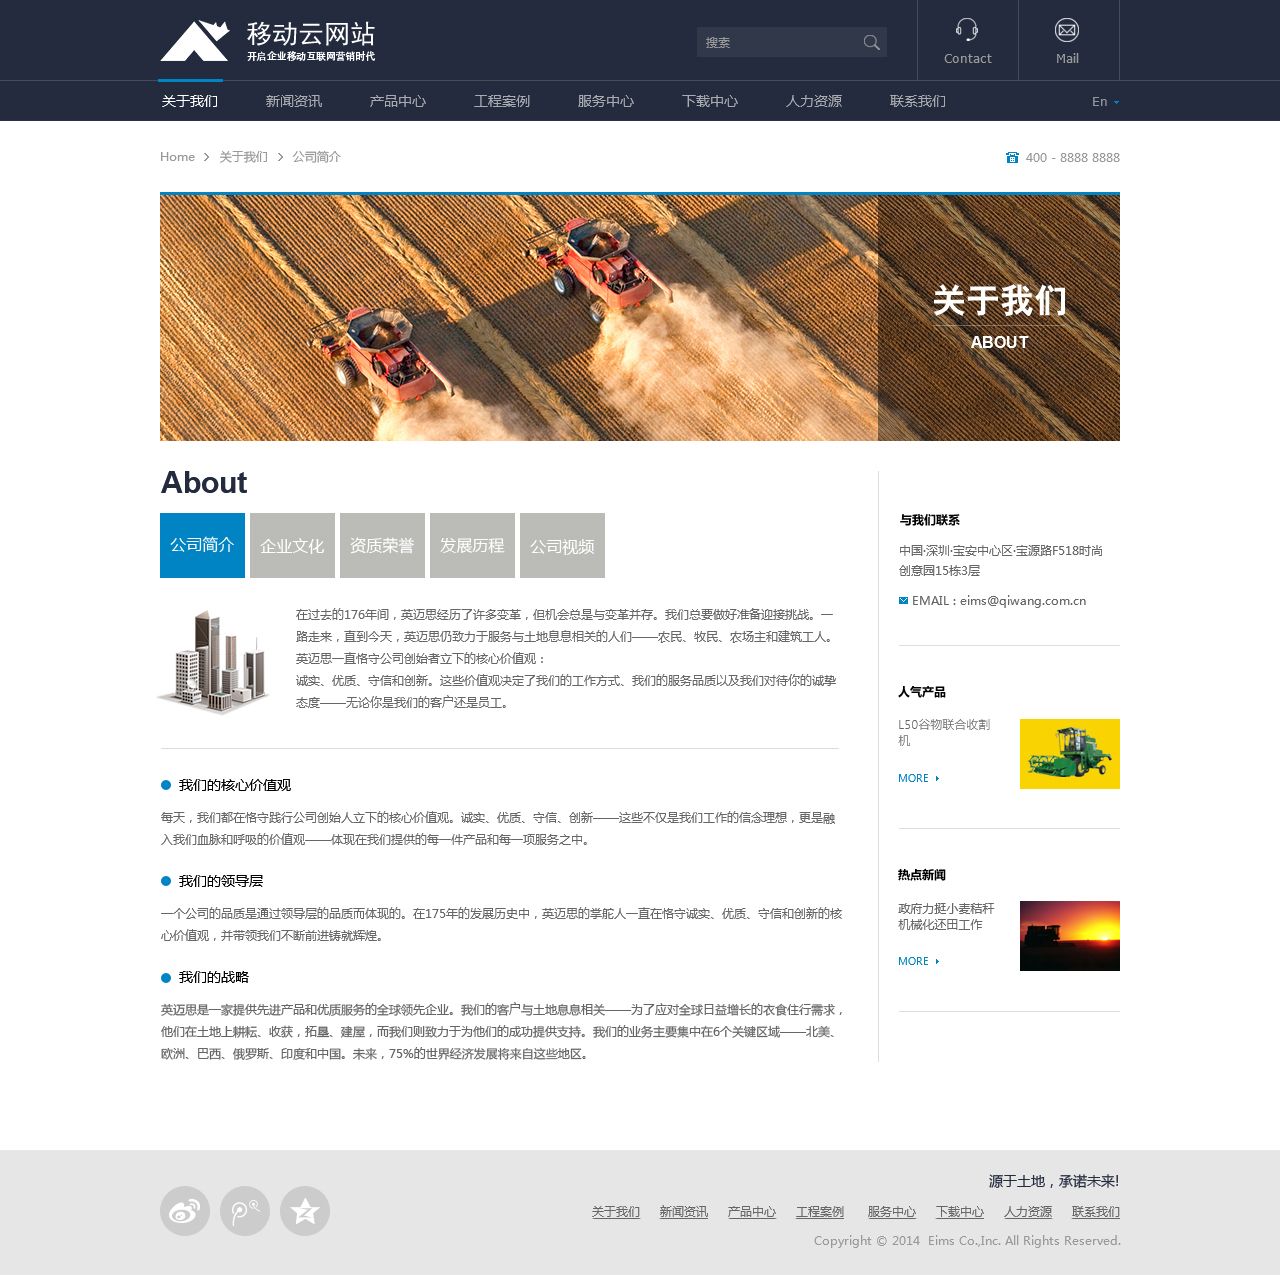 移动云网站
开启企业移动互联网营销时代
搜索
Contact
Mail
关于我们 新闻资讯 产品中心 工程案例 服务中心 下载中心 人力资源 联系我们 En
Home > 关于我们 > 公司简介
400 - 8888 8888
关于我们
ABOUT
About
公司简介 企业文化 资质荣誉 发展历程 公司视频
在过去的176年间，英迈思经历了许多变革，但机会总是与变革并存。我们总要做好准备迎接挑战。一
路走来，直到今天，英迈思仍致力于服务与土地息息相关的人们——农民、牧民、农场主和建筑工人。
英迈思一直恪守公司创始者立下的核心价值观：
诚实、优质、守信和创新。这些价值观决定了我们的工作方式、我们的服务品质以及我们对待你的诚挚
态度——无论你是我们的客户还是员工。
我们的核心价值观
每天，我们都在恪守践行公司创始人立下的核心价值观。诚实、优质、守信、创新——这些不仅是我们工作的信念理想，更是融
入我们血脉和呼吸的价值观——体现在我们提供的每一件产品和每一项服务之中。
我们的领导层
一个公司的品质是通过领导层的品质而体现的。在175年的发展历史中，英迈思的掌舵人一直在恪守诚实、优质、守信和创新的核
心价值观，并带领我们不断前进铸就辉煌。
我们的战略
英迈思是一家提供先进产品和优质服务的全球领先企业。我们的客户与土地息息相关——为了应对全球日益增长的衣食住行需求，
他们在土地上耕耘、收获，拓垦、建屋，而我们则致力于为他们的成功提供支持。我们的业务主要集中在6个关键区域——北美、
欧洲、巴西、俄罗斯、印度和中国。未来，75%的世界经济发展将来自这些地区。
与我们联系
中国·深圳·宝安中心区·宝源路F518时尚
创意园15栋3层
EMAIL : eims@qiwang.com.cn
人气产品
L50谷物联合收割
机
MORE
热点新闻
政府力挺小麦秸秆
机械化还田工作
MORE
源于土地，承诺未来!
关于我们 新闻资讯 产品中心 工程案例 服务中心 下载中心 人力资源 联系我们
Copyright © 2014 Eims Co.,Inc. All Rights Reserved.